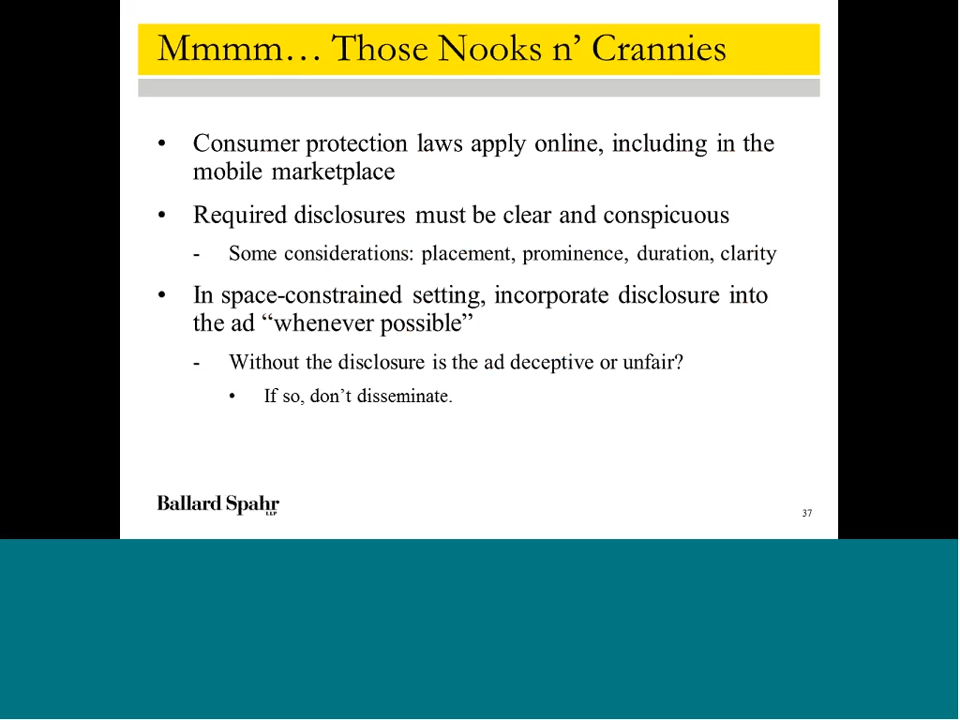 Mmmm… Those Nooks n’ Crannies
• Consumer protection laws apply online, including in the
mobile marketplace
• Required disclosures must be clear and conspicuous
- Some considerations: placement, prominence, duration, clarity
• In space-constrained setting, incorporate disclosure into
the ad “whenever possible”
- Without the disclosure is the ad deceptive or unfair?
• If so, don’t disseminate.
Ballard Spahr
LLP
37